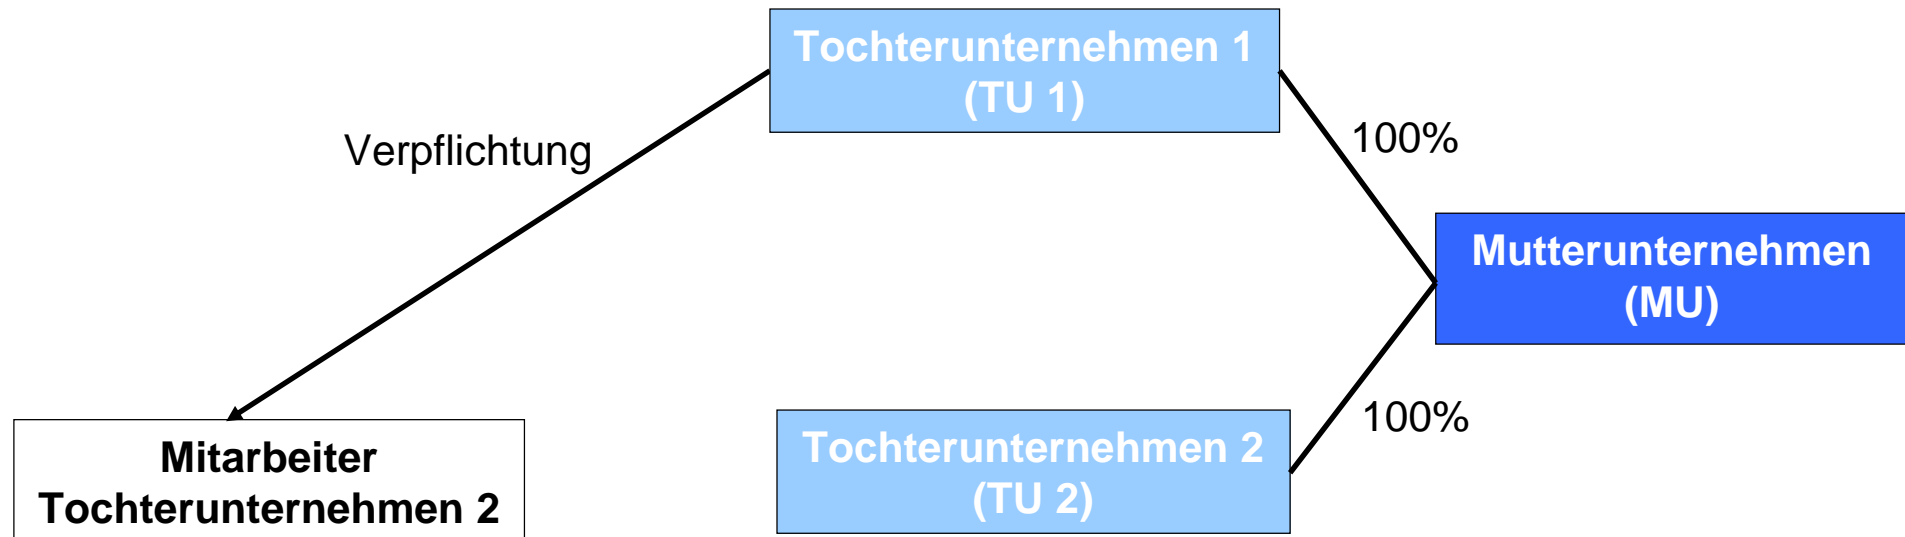 Tochterunternehmen 1
(TU 1)
Verpflichtung
100%
Mutterunternehmen
(MU)
100%
Mitarbeiter
Tochterunternehmen 2
Tochterunternehmen 2
(TU 2)